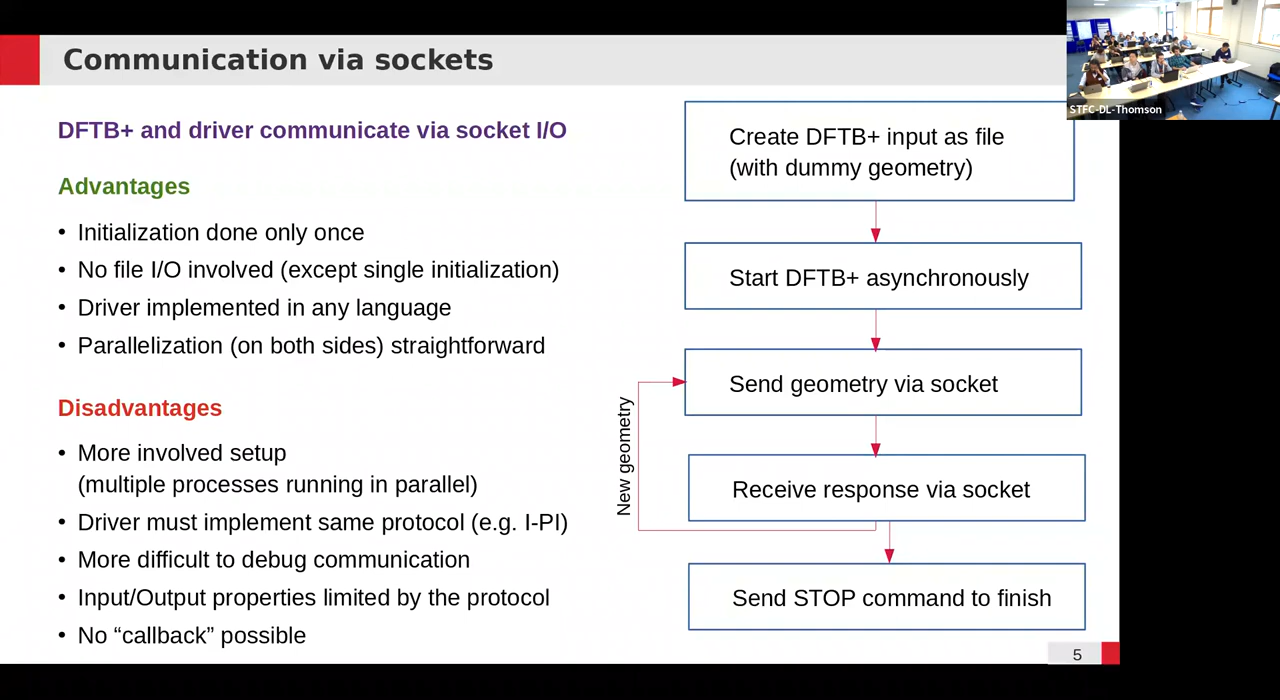 Communication via sockets
STFC-DL-Thomson
DFTB+ and driver communicate via socket I/O
Advantages
• Initialization done only once
• No file I/O involved (except single initialization)
• Driver implemented in any language
• Parallelization (on both sides) straightforward
Disadvantages
• More involved setup
(multiple processes running in parallel)
• Driver must implement same protocol (e.g. I-PI)
• More difficult to debug communication
• Input/Output properties limited by the protocol
• No “callback” possible
Create DFTB+ input as file
(with dummy geometry)
Start DFTB+ asynchronously
Send geometry via socket
New geometry
Receive response via socket
Send STOP command to finish
5